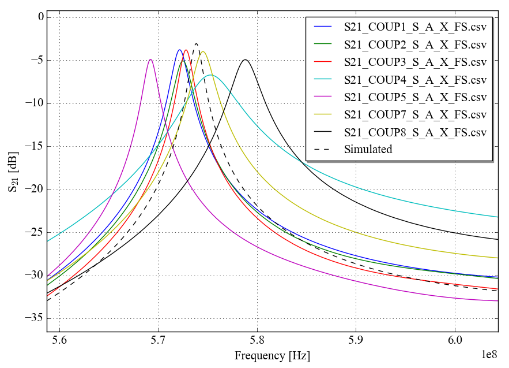 0
−5
−10
−15
−20
−25
−30
−35
S21 [dB]
5.6
5.7
5.8
5.9
6.0
1e8
Frequency [Hz]
S21_COUP1_S_A_X_FS.csv
S21_COUP2_S_A_X_FS.csv
S21_COUP3_S_A_X_FS.csv
S21_COUP4_S_A_X_FS.csv
S21_COUP5_S_A_X_FS.csv
S21_COUP7_S_A_X_FS.csv
S21_COUP8_S_A_X_FS.csv
Simulated